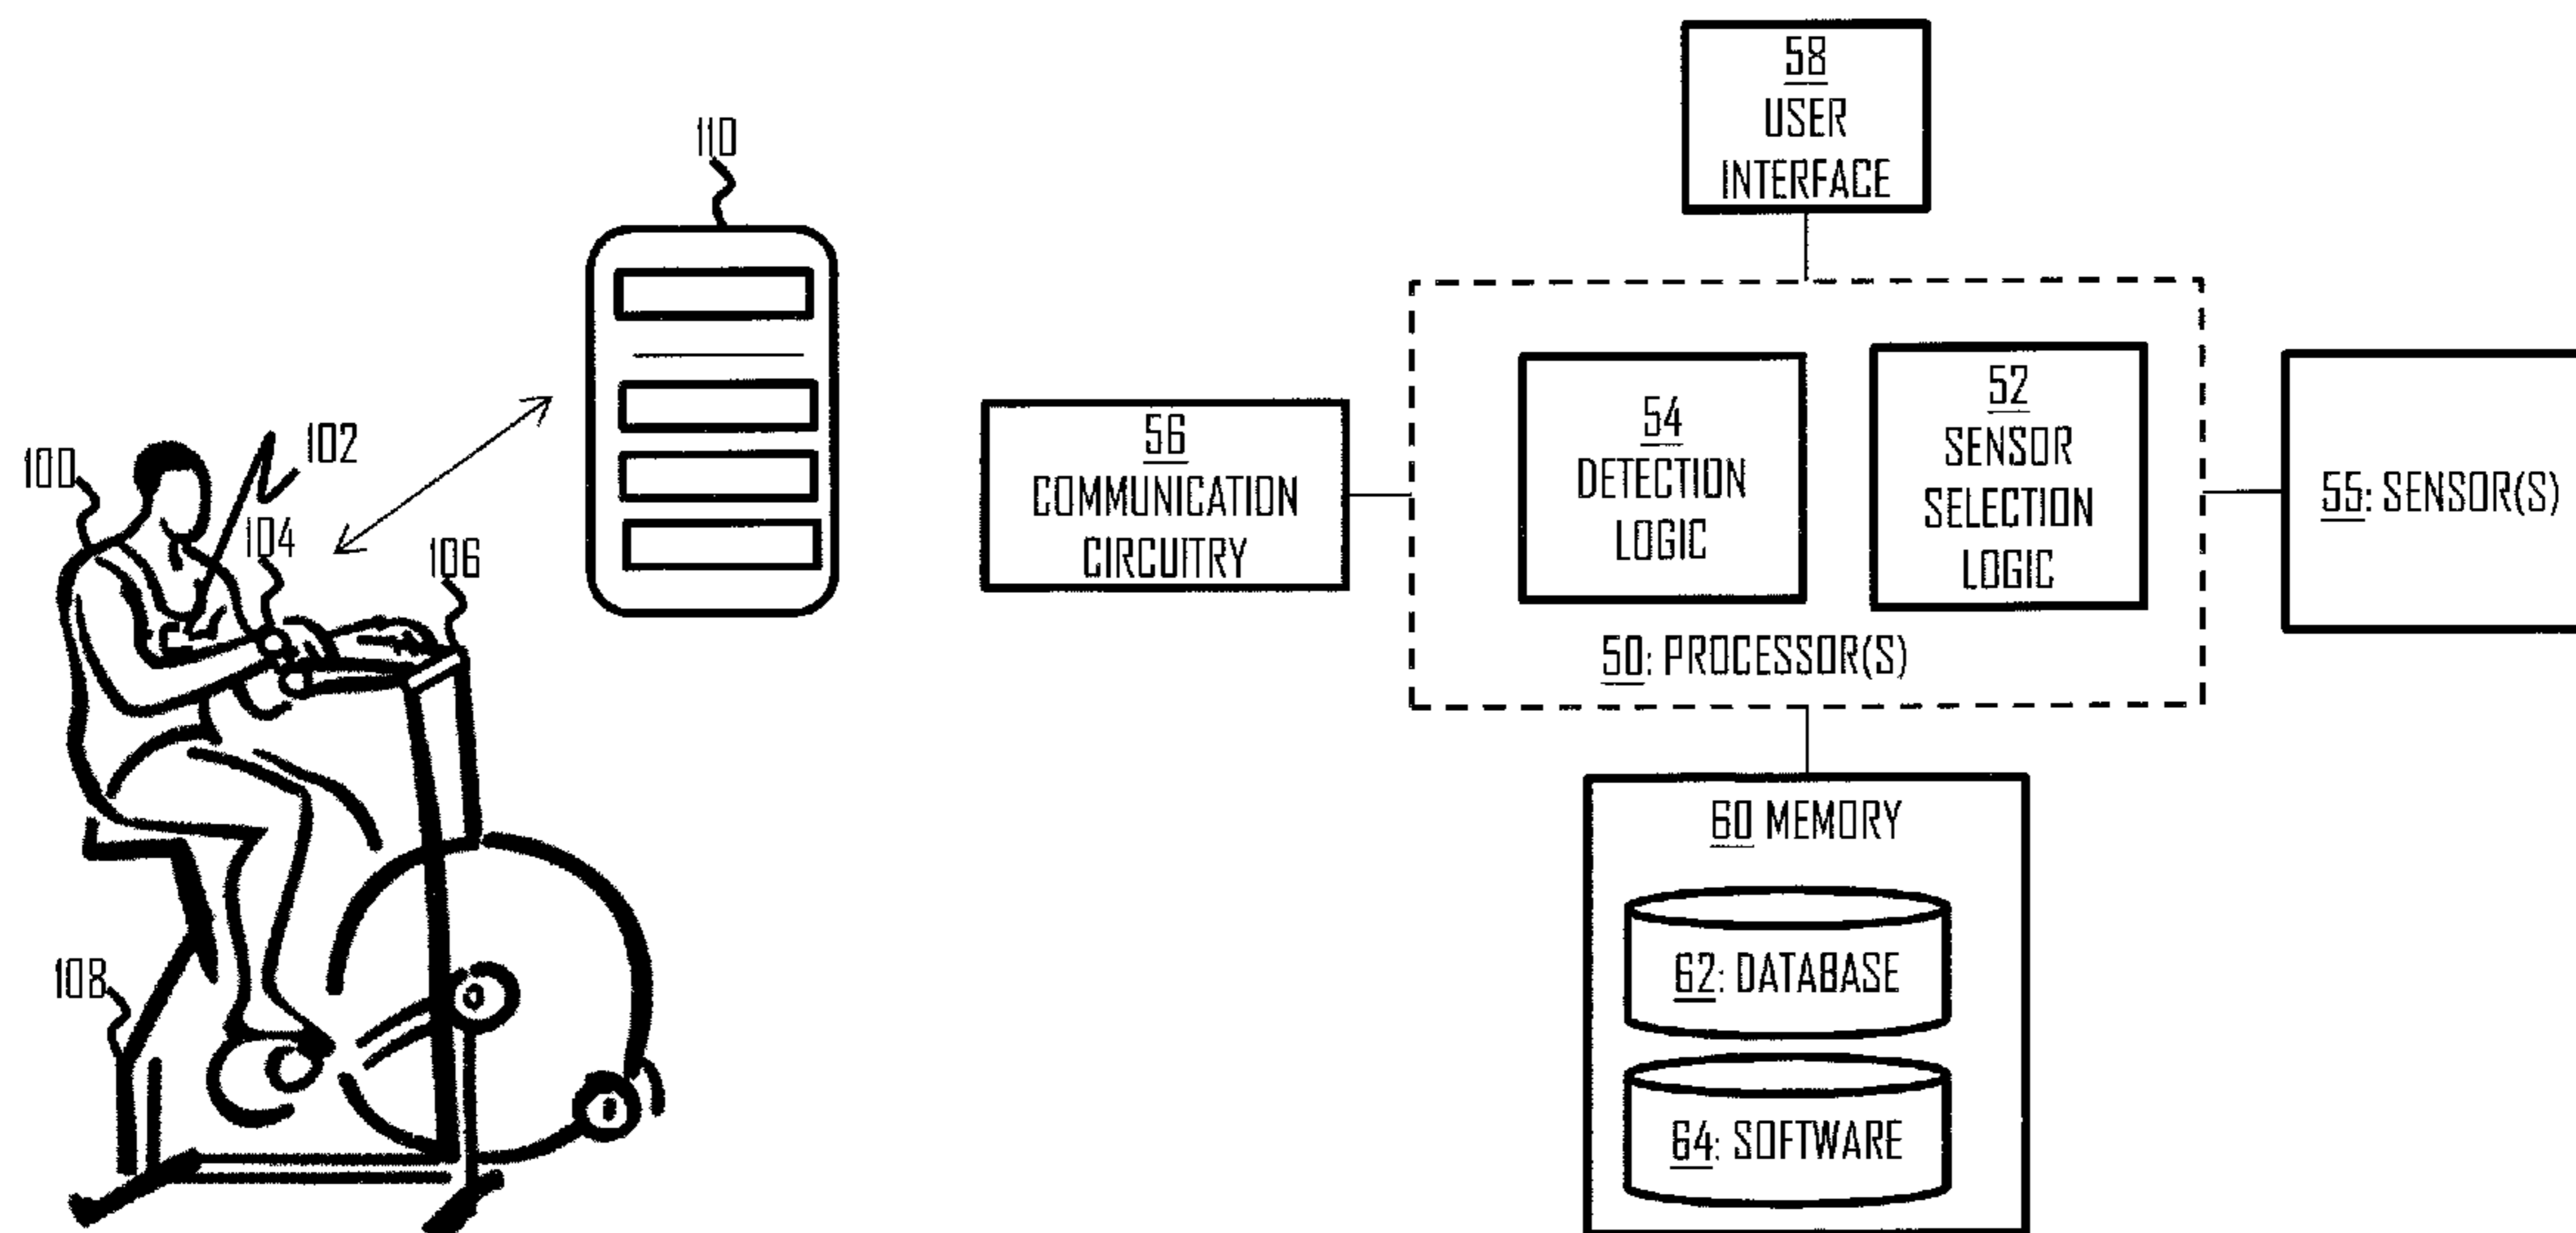 110
100
102
104
106
108
58
USER
INTERFACE
56
COMMUNICATION
CIRCUITRY
54
DETECTION
LOGIC
52
SENSOR
SELECTION
LOGIC
50: PROCESSOR(S)
55: SENSOR(S)
60 MEMORY
62: DATABASE
64: SOFTWARE